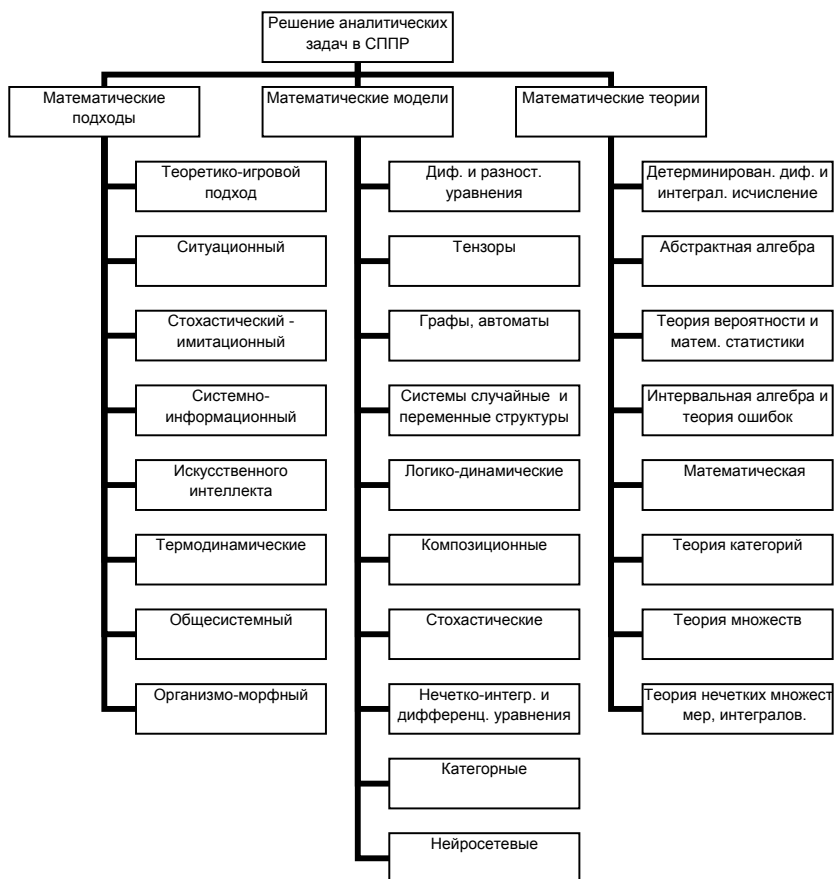 Решение аналитических
задач в СППР
Математические
подходы
Математические модели
Математические теории
Теоретико-игровой
подход
Ситуационный
Стохастический -
имитационный
Системно-
информационный
Искусственного
интеллекта
Термодинамические
Общесистемный
Организмо-морфный
Диф. и разност.
уравнения
Тензоры
Графы, автоматы
Системы случайные и
переменные структуры
Логико-динамические
Композиционные
Стохастические
Нечетко-интегр. и
дифференц. уравнения
Категорные
Нейросетевые
Детерминирован. диф. и
интеграл. исчисление
Абстрактная алгебра
Теория вероятности и
матем. статистики
Интервальная алгебра и
теория ошибок
Математическая
Теория категорий
Теория множеств
Теория нечетких множест
мер, интегралов.